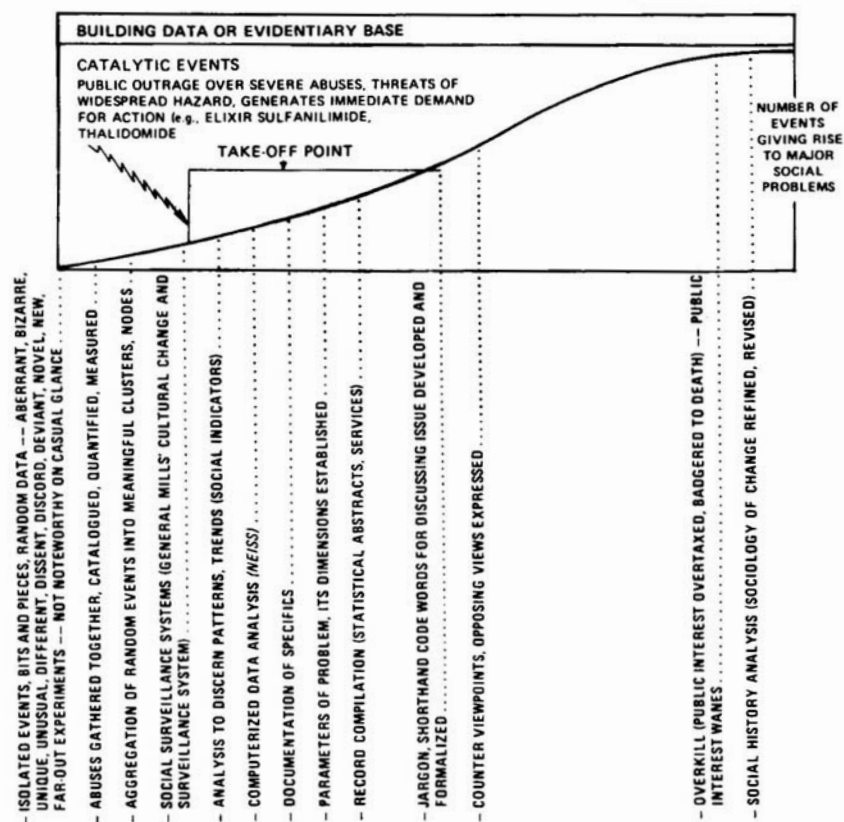 BUILDING DATA OR EVIDENTIARY BASE
CATALYTIC EVENTS
PUBLIC OUTRAGE OVER SEVERE ABUSES, THREATS OF
WIDESPREAD HAZARD, GENERATES IMMEDIATE DEMAND
FOR ACTION (e.g., ELIXIR SULFANILIMIDE,
THALIDOMIDE
TAKE-OFF POINT
NUMBER OF
EVENTS
GIVING RISE
TO MAJOR
SOCIAL
PROBLEMS
– ISOLATED EVENTS, BITS AND PIECES, RANDOM DATA –– ABERRANT, BIZARRE,
UNIQUE, UNUSUAL, DIFFERENT, DISSENT, DISCORD, DEVIANT, NOVEL, NEW,
FAR-OUT EXPERIMENTS –– NOT NOTEWORTHY ON CASUAL GLANCE
– ABUSES GATHERED TOGETHER, CATALOGUED, QUANTIFIED, MEASURED
– AGGREGATION OF RANDOM EVENTS INTO MEANINGFUL CLUSTERS, NODES
– SOCIAL SURVEILLANCE SYSTEMS (GENERAL MILLS' CULTURAL CHANGE AND
SURVEILLANCE SYSTEM)
– ANALYSIS TO DISCERN PATTERNS, TRENDS (SOCIAL INDICATORS)
– COMPUTERIZED DATA ANALYSIS (NEISS)
– DOCUMENTATION OF SPECIFICS
– PARAMETERS OF PROBLEM, ITS DIMENSIONS ESTABLISHED
– RECORD COMPILATION (STATISTICAL ABSTRACTS, SERVICES)
– JARGON, SHORTHAND CODE WORDS FOR DISCUSSING ISSUE DEVELOPED AND
FORMALIZED
– COUNTER VIEWPOINTS, OPPOSING VIEWS EXPRESSED
– OVERKILL (PUBLIC INTEREST OVERTAXED, BADGERED TO DEATH) –– PUBLIC
INTEREST WANES
– SOCIAL HISTORY ANALYSIS (SOCIOLOGY OF CHANGE REFINED, REVISED)